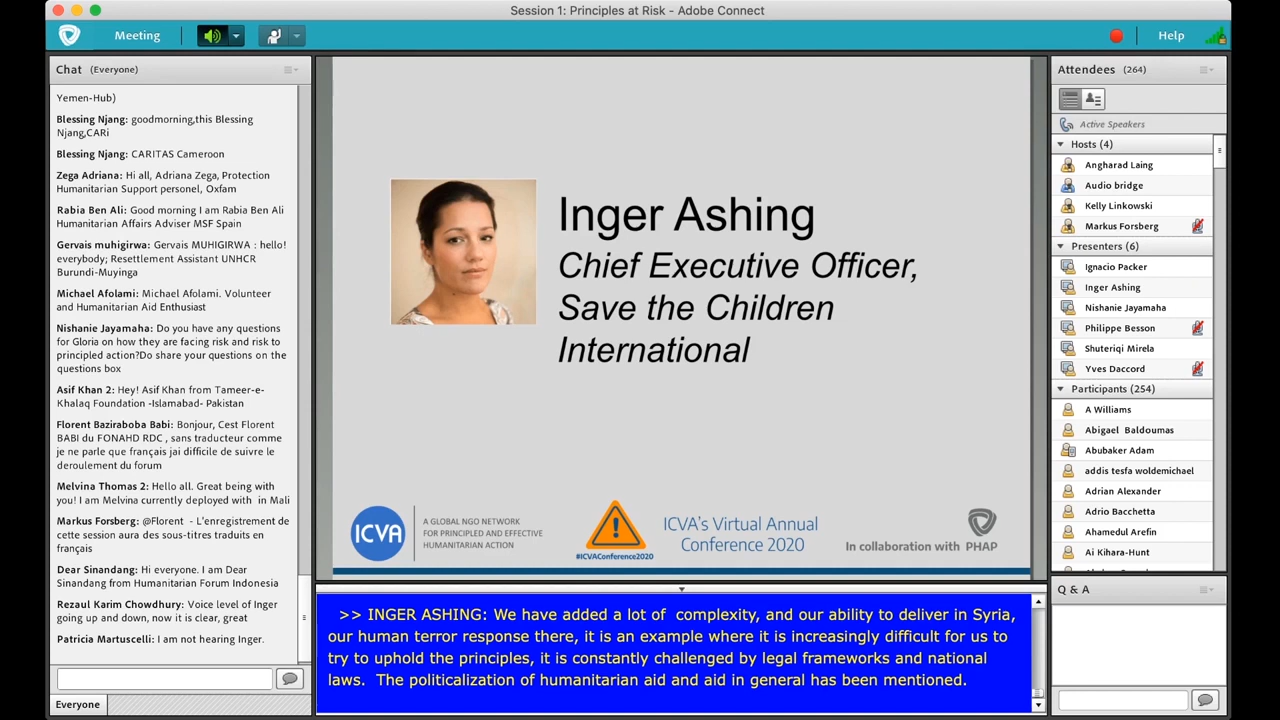 Session 1: Principles at Risk - Adobe Connect
Meeting
Help
Chat (Everyone)
Yemen-Hub)
Blessing Njang: goodmorning,this Blessing
Njang,CARi
Blessing Njang: CARITAS Cameroon
Zega Adriana: Hi all, Adriana Zega, Protection
Humanitarian Support personel, Oxfam
Rabia Ben Ali: Good morning I am Rabia Ben Ali
Humanitarian Affairs Adviser MSF Spain
Gervais muhigirwa: Gervais MUHIGIRWA : hello!
everybody; Resettlement Assistant UNHCR
Burundi-Muyinga
Michael Afolami: Michael Afolami. Volunteer
and Humanitarian Aid Enthusiast
Nishanie Jayamaha: Do you have any questions
for Gloria on how they are facing risk and risk to
principled action?Do share your questions on the
questions box
Asif Khan 2: Hey! Asif Khan from Tameer-e-
Khalaq Foundation -Islamabad- Pakistan
Florent Baziraboba Babi: Bonjour, Cest Florent
BABI du FONAHD RDC , sans traducteur comme
je ne parle que français jai difficile de suivre le
deroulement du forum
Melvina Thomas 2: Hello all. Great being with
you! I am Melvina currently deployed with  in Mali
Markus Forsberg: @Florent  - L'enregistrement de
cette session aura des sous-titres traduits en
français
Dear Sinandang: Hi everyone. I am Dear
Sinandang from Humanitarian Forum Indonesia
Rezaul Karim Chowdhury: Voice level of Inger
going up and down, now it is clear, great
Patricia Martuscelli: I am not hearing Inger.
Everyone
Inger Ashing
Chief Executive Officer,
Save the Children
International
ICVA
A GLOBAL NGO NETWORK
FOR PRINCIPLED AND EFFECTIVE
HUMANITARIAN ACTION
#ICVAConference2020
ICVA's Virtual Annual
Conference 2020
In collaboration with PHAP
>> INGER ASHING: We have added a lot of  complexity, and our ability to deliver in Syria,
our human terror response there, it is an example where it is increasingly difficult for us to
try to uphold the principles, it is constantly challenged by legal frameworks and national
laws.  The politicalization of humanitarian aid and aid in general has been mentioned.
Attendees (264)
Active Speakers
Hosts (4)
Angharad Laing
Audio bridge
Kelly Linkowski
Markus Forsberg
Presenters (6)
Ignacio Packer
Inger Ashing
Nishanie Jayamaha
Philippe Besson
Shuteriqi Mirela
Yves Daccord
Participants (254)
A Williams
Abigael  Baldoumas
Abubaker Adam
addis tesfa woldemichael
Adrian Alexander
Adrio Bacchetta
Ahamedul Arefin
Ai Kihara-Hunt
Q & A